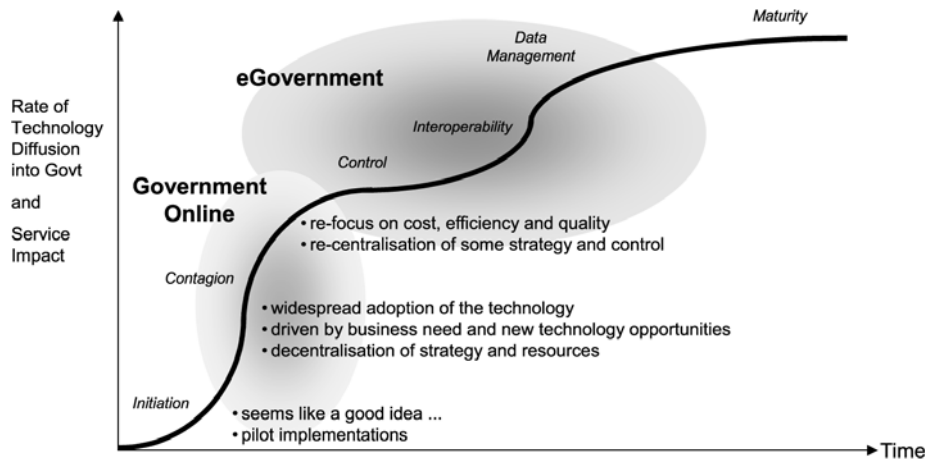 Maturity
Data
Management
eGovernment
Rate of
Technology
Diffusion
into Govt
and
Service
Impact
Interoperability
Control
Government
Online
• re-focus on cost, efficiency and quality
• re-centralisation of some strategy and control
Contagion
• widespread adoption of the technology
• driven by business need and new technology opportunities
• decentralisation of strategy and resources
Initiation
• seems like a good idea ...
• pilot implementations
Time